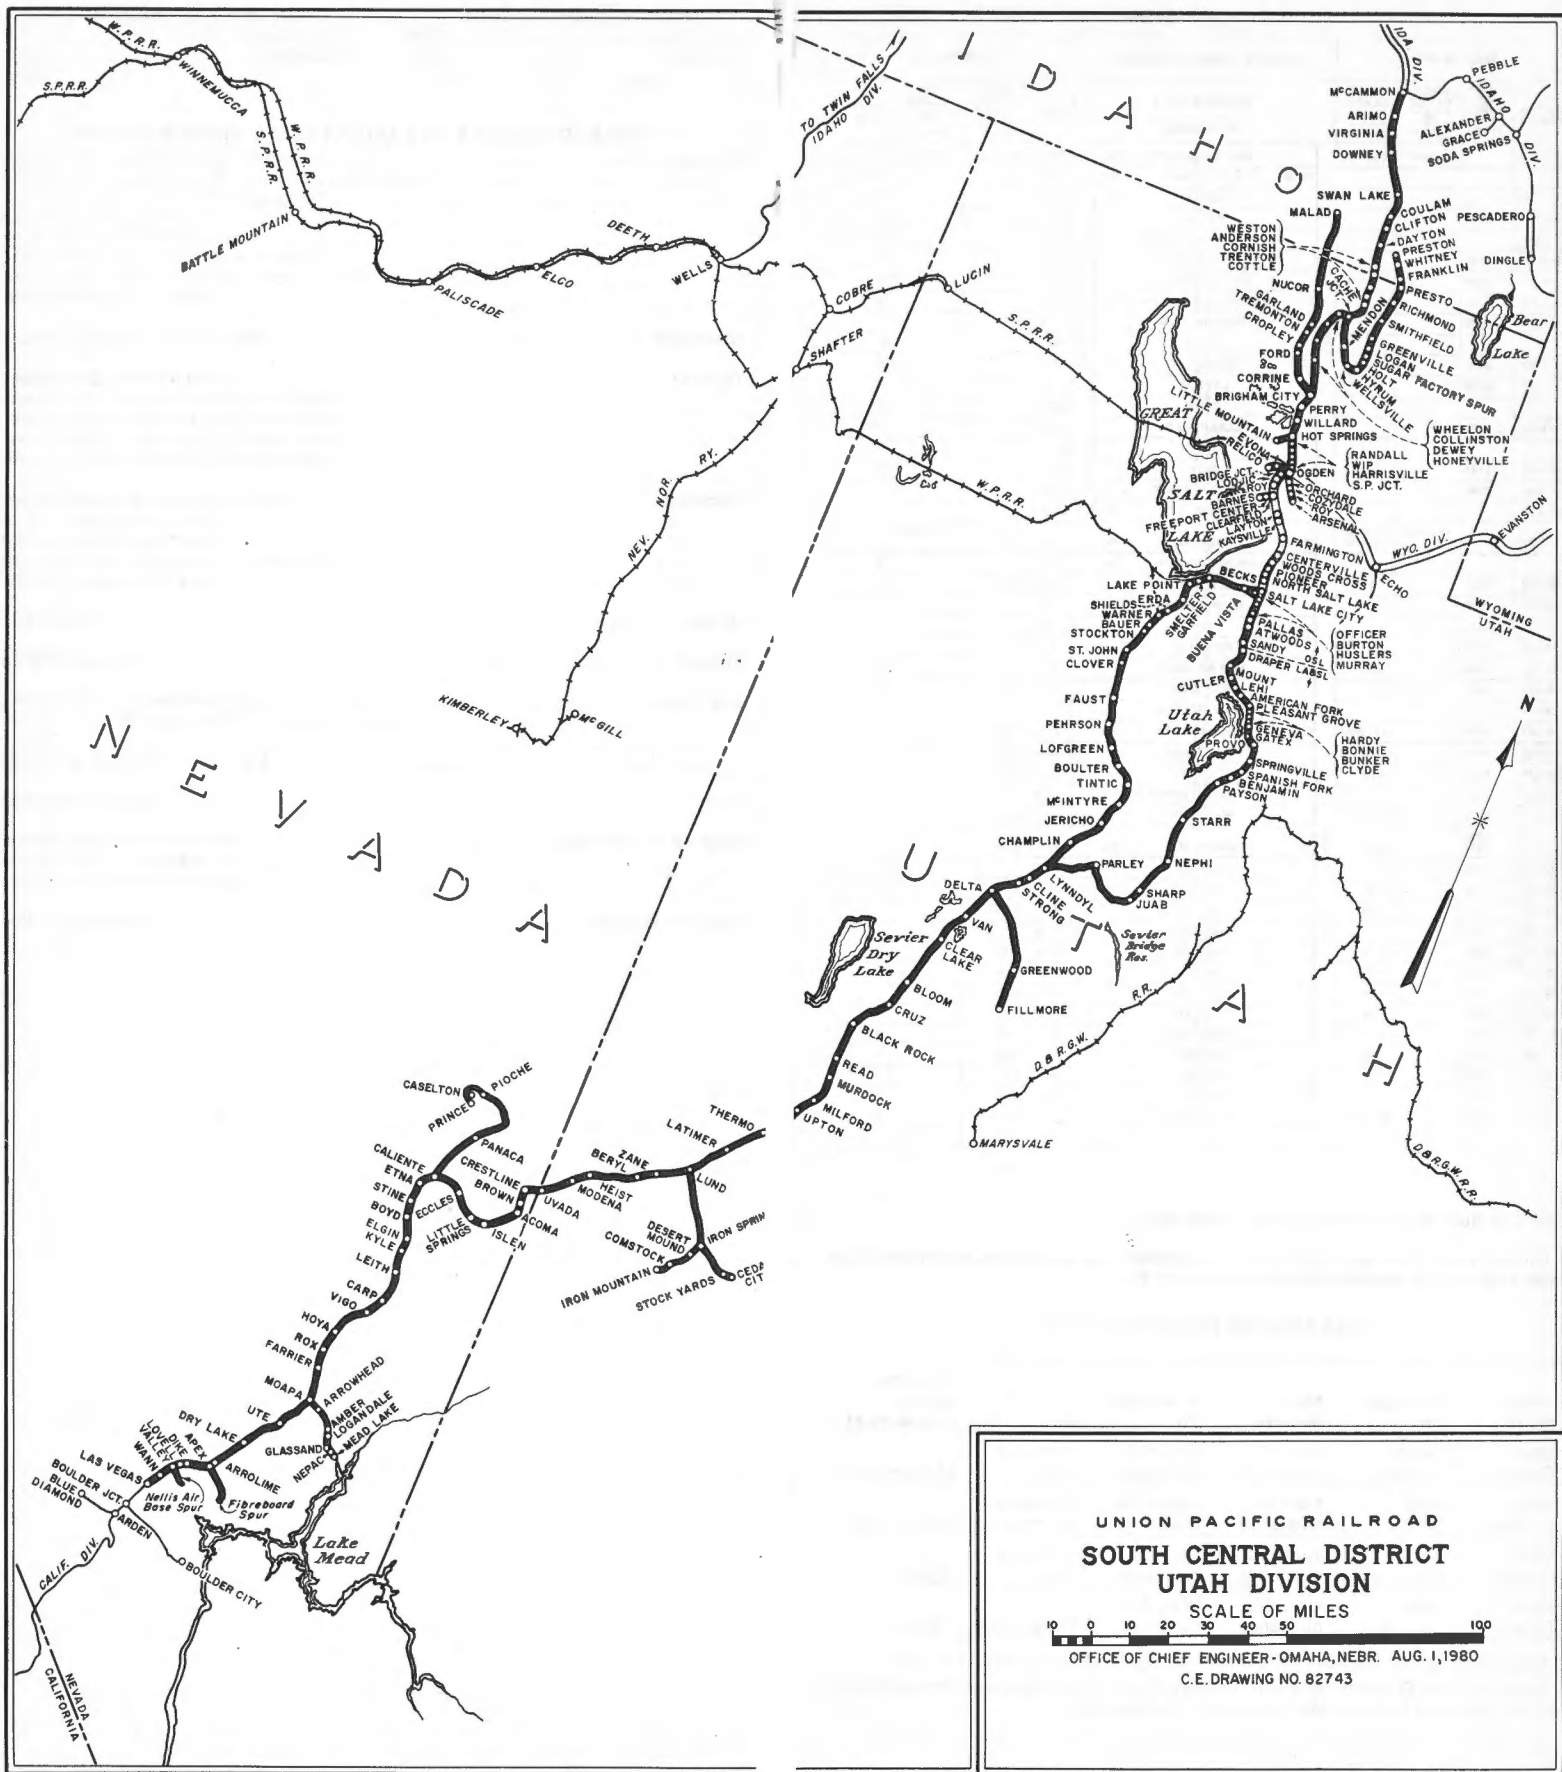 W.P.R.R.
S.P.R.R.
WINNEMUCCA
W.P.R.R.
S.P.R.R.
BATTLE MOUNTAIN
PALISCADE
ELCO
DEETH
WELLS
TO TWIN FALLS
IDAHO DIV.
COBRE
LUCIN
SHAFTER
S.P.R.R.
W.P.R.R.
NEV. NOR. RY.
KIMBERLEY
McGILL
NEVADA
IDAHO
IDA. DIV.
McCAMMON
PEBBLE
IDAHO DIV.
ARIMO
VIRGINIA
DOWNEY
ALEXANDER
GRACE
SODA SPRINGS
SWAN LAKE
MALAD
COULAM
CLIFTON
DAYTON
PRESTON
WHITNEY
FRANKLIN
PESCADERO
DINGLE
WESTON
ANDERSON
CORNISH
TRENTON
COTTLE
NUCOR
CACHE JCT.
GARLAND
TREMONTON
CROPLEY
MENDON
PRESTO
RICHMOND
SMITHFIELD
GREENVILLE
LOGAN
SUGAR FACTORY SPUR
HOLT
HYRUM
WELLSVILLE
Bear
Lake
FORD
CORRINE
BRIGHAM CITY
LITTLE MOUNTAIN
PERRY
WILLARD
HOT SPRINGS
WHEELON
COLLINSTON
DEWEY
HONEYVILLE
EVONA
RELICO
RANDALL
WIP
HARRISVILLE
S.P. JCT.
GREAT
SALT
LAKE
BRIDGE JCT.
OGDEN
ROY
BARNES
FREEPORT CENTER
CLEARFIELD
LAYTON
KAYSVILLE
ORCHARD
COZYDALE
ROY
ARSENAL
FARMINGTON
CENTERVILLE
WOODS CROSS
PIONEER
NORTH SALT LAKE
SALT LAKE CITY
WYO. DIV.
EVANSTON
ECHO
WYOMING
UTAH
LAKE POINT
BECKS
ERDA
SHIELDS
WARNER
BAUER
STOCKTON
SMELTER
GARFIELD
BUENA VISTA
PALLAS
ATWOODS
SANDY
DRAPER
OSL
LA&SL
OFFICER
BURTON
HUSLERS
MURRAY
ST. JOHN
CLOVER
CUTLER
MOUNT
LEHI
AMERICAN FORK
PLEASANT GROVE
GENEVA
GATEX
HARDY
BONNIE
BUNKER
CLYDE
Utah
Lake
PROVO
FAUST
PEHRSON
LOFGREEN
BOULTER
TINTIC
McINTYRE
JERICHO
CHAMPLIN
SPRINGVILLE
SPANISH FORK
BENJAMIN
PAYSON
STARR
NEPHI
PARLEY
SHARP
JUAB
LYNNDYL
CLINE
STRONG
DELTA
VAN
CLEAR
LAKE
GREENWOOD
FILLMORE
Sevier
Dry
Lake
Sevier
Bridge
Res.
BLOOM
CRUZ
BLACK ROCK
READ
MURDOCK
MILFORD
UPTON
UTAH
N
D.&R.G.W. R.R.
MARYSVALE
D&R.G.W.R.R.
CASELTON
PIOCHE
PRINCE
PANACA
THERMO
LATIMER
ZANE
BERYL
HEIST
MODENA
LUND
CRESTLINE
BROWN
UVADA
ACOMA
CALIENTE
ETNA
STINE
BOYD
ELGIN
KYLE
LEITH
ECCLES
LITTLE
SPRINGS
ISLEN
DESERT
MOUND
COMSTOCK
IRON SPRIN
IRON MOUNTAIN
STOCK YARDS
CEDA
CIT
CARP
VIGO
HOYA
ROX
FARRIER
MOAPA
ARROWHEAD
UTE
AMBER
LOGANDALE
MEAD LAKE
DRY LAKE
GLASSAND
NEPAC
APEX
DIKE
LOVELL
VALLEY
WANN
ARROLIME
LAS VEGAS
BOULDER JCT.
BLUE
DIAMOND
Nellis Air
Base Spur
Fibreboard
Spur
ARDEN
BOULDER CITY
CALIF. DIV.
Lake
Mead
NEVADA
CALIFORNIA
UNION PACIFIC RAILROAD
SOUTH CENTRAL DISTRICT
UTAH DIVISION
SCALE OF MILES
10 0 10 20 30 40 50 100
OFFICE OF CHIEF ENGINEER-OMAHA, NEBR. AUG. 1, 1980
C.E. DRAWING NO. 82743